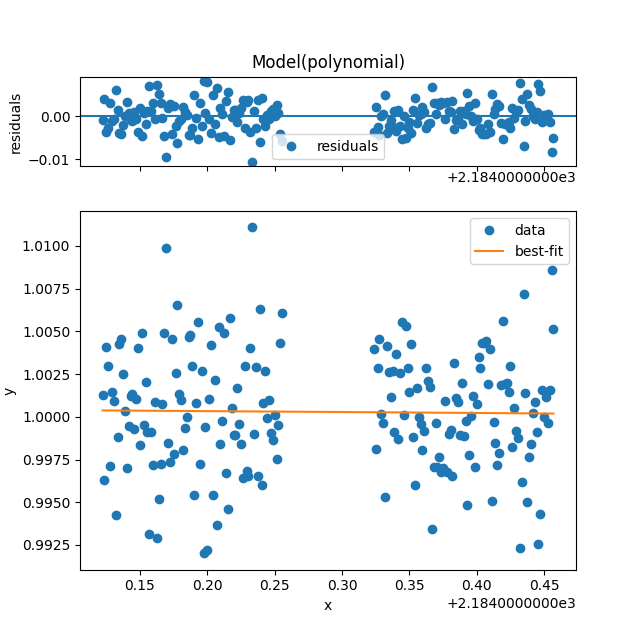 Model(polynomial)
0.00
−0.01
residuals
residuals
+2.1840000000e3
1.0100
1.0075
1.0050
1.0025
1.0000
0.9975
0.9950
0.9925
y
data
best-fit
0.15 0.20 0.25 0.30 0.35 0.40 0.45
x
+2.1840000000e3